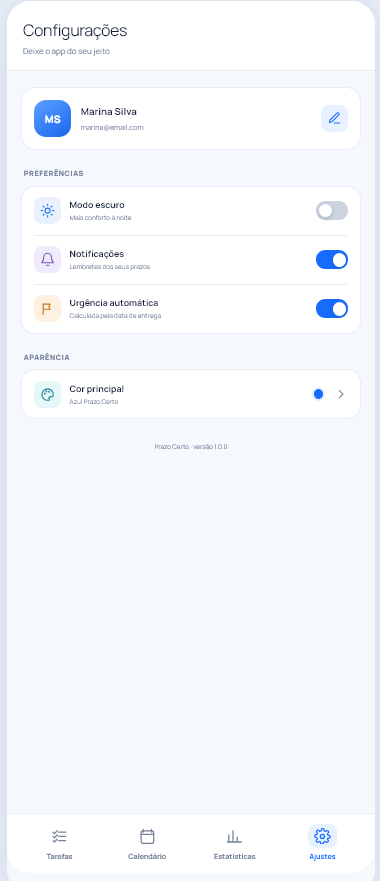 Configurações
Deixe o app do seu jeito
MS
Marina Silva
marina@email.com
PREFERÊNCIAS
Modo escuro
Mais conforto à noite
Notificações
Lembretes dos seus prazos
Urgência automática
Calculada pela data de entrega
APARÊNCIA
Cor principal
Azul Prazo Certo
Prazo Certo · versão 1.0.0
Tarefas
Calendário
Estatísticas
Ajustes